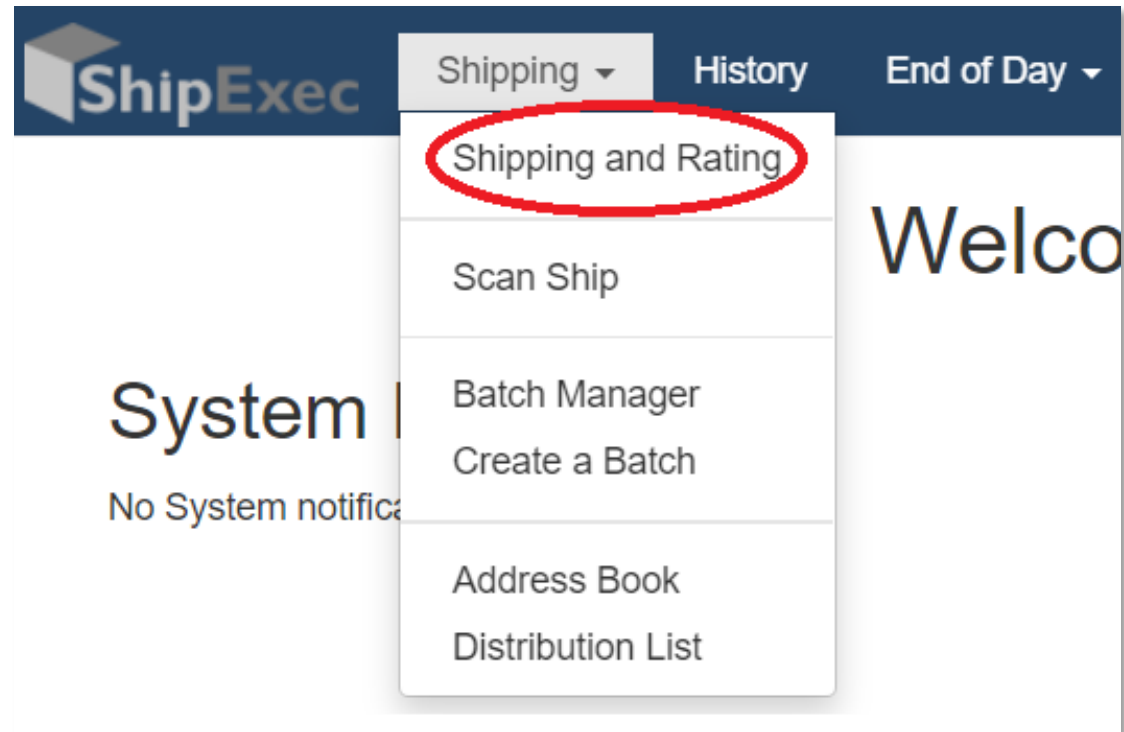 ShipExec
Shipping
History
End of Day
Shipping and Rating
Scan Ship
Batch Manager
Create a Batch
Address Book
Distribution List
Welco
System
No System notific